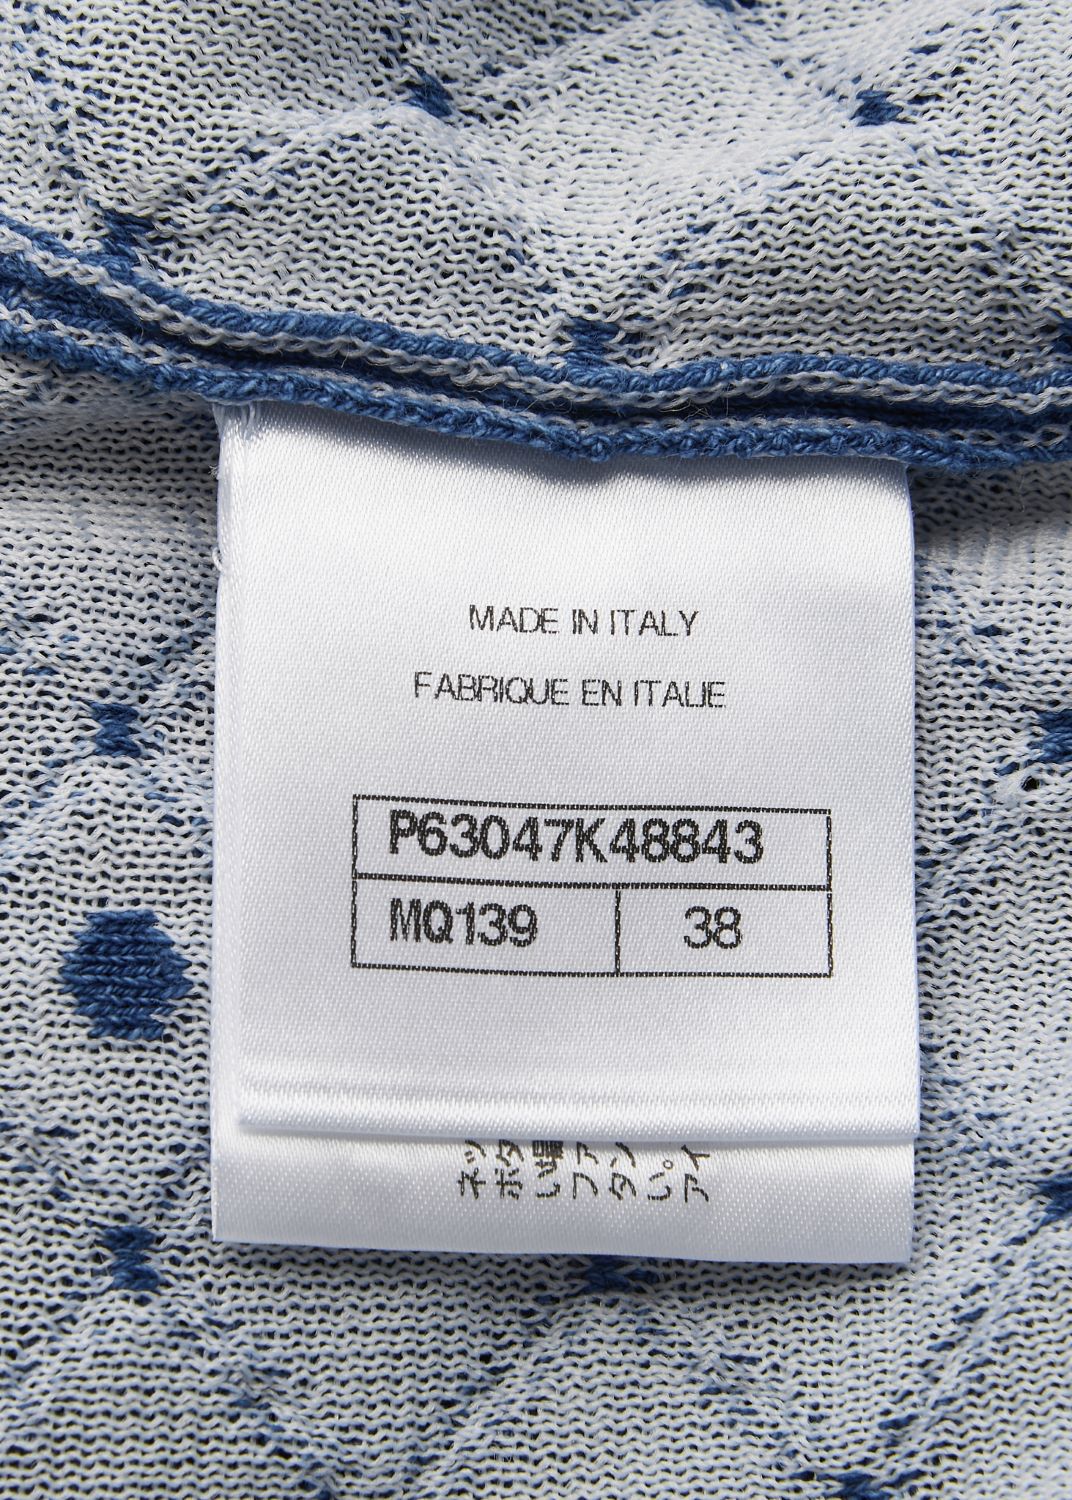 MADE IN ITALY
FABRIQUE EN ITALIE
P63047K48843
MQ139 38